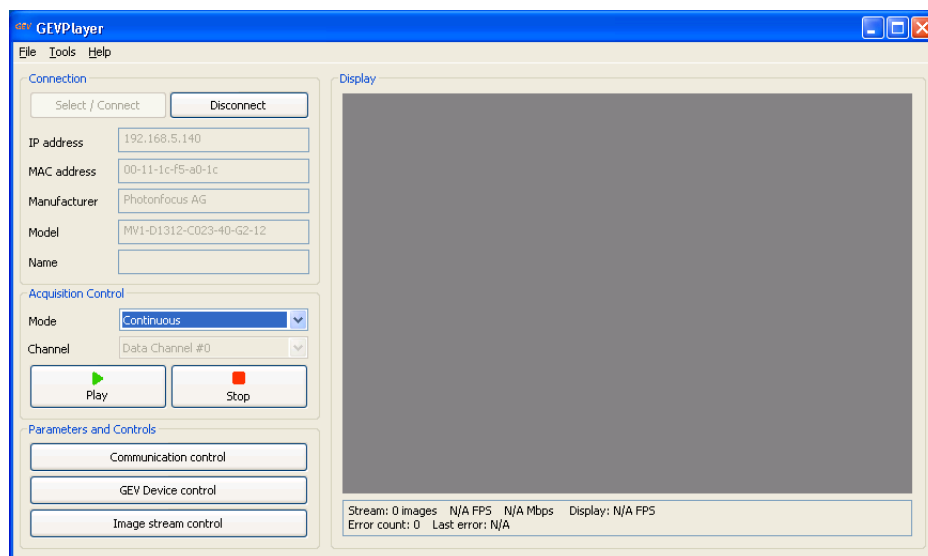 GEV GEVPlayer
File Tools Help
Connection
Select / Connect Disconnect
IP address 192.168.5.140
MAC address 00-11-1c-f5-a0-1c
Manufacturer Photonfocus AG
Model MV1-D1312-C023-40-G2-12
Name
Acquisition Control
Mode Continuous
Channel Data Channel #0
Play Stop
Parameters and Controls
Communication control
GEV Device control
Image stream control
Display
Stream: 0 images N/A FPS N/A Mbps Display: N/A FPS
Error count: 0 Last error: N/A